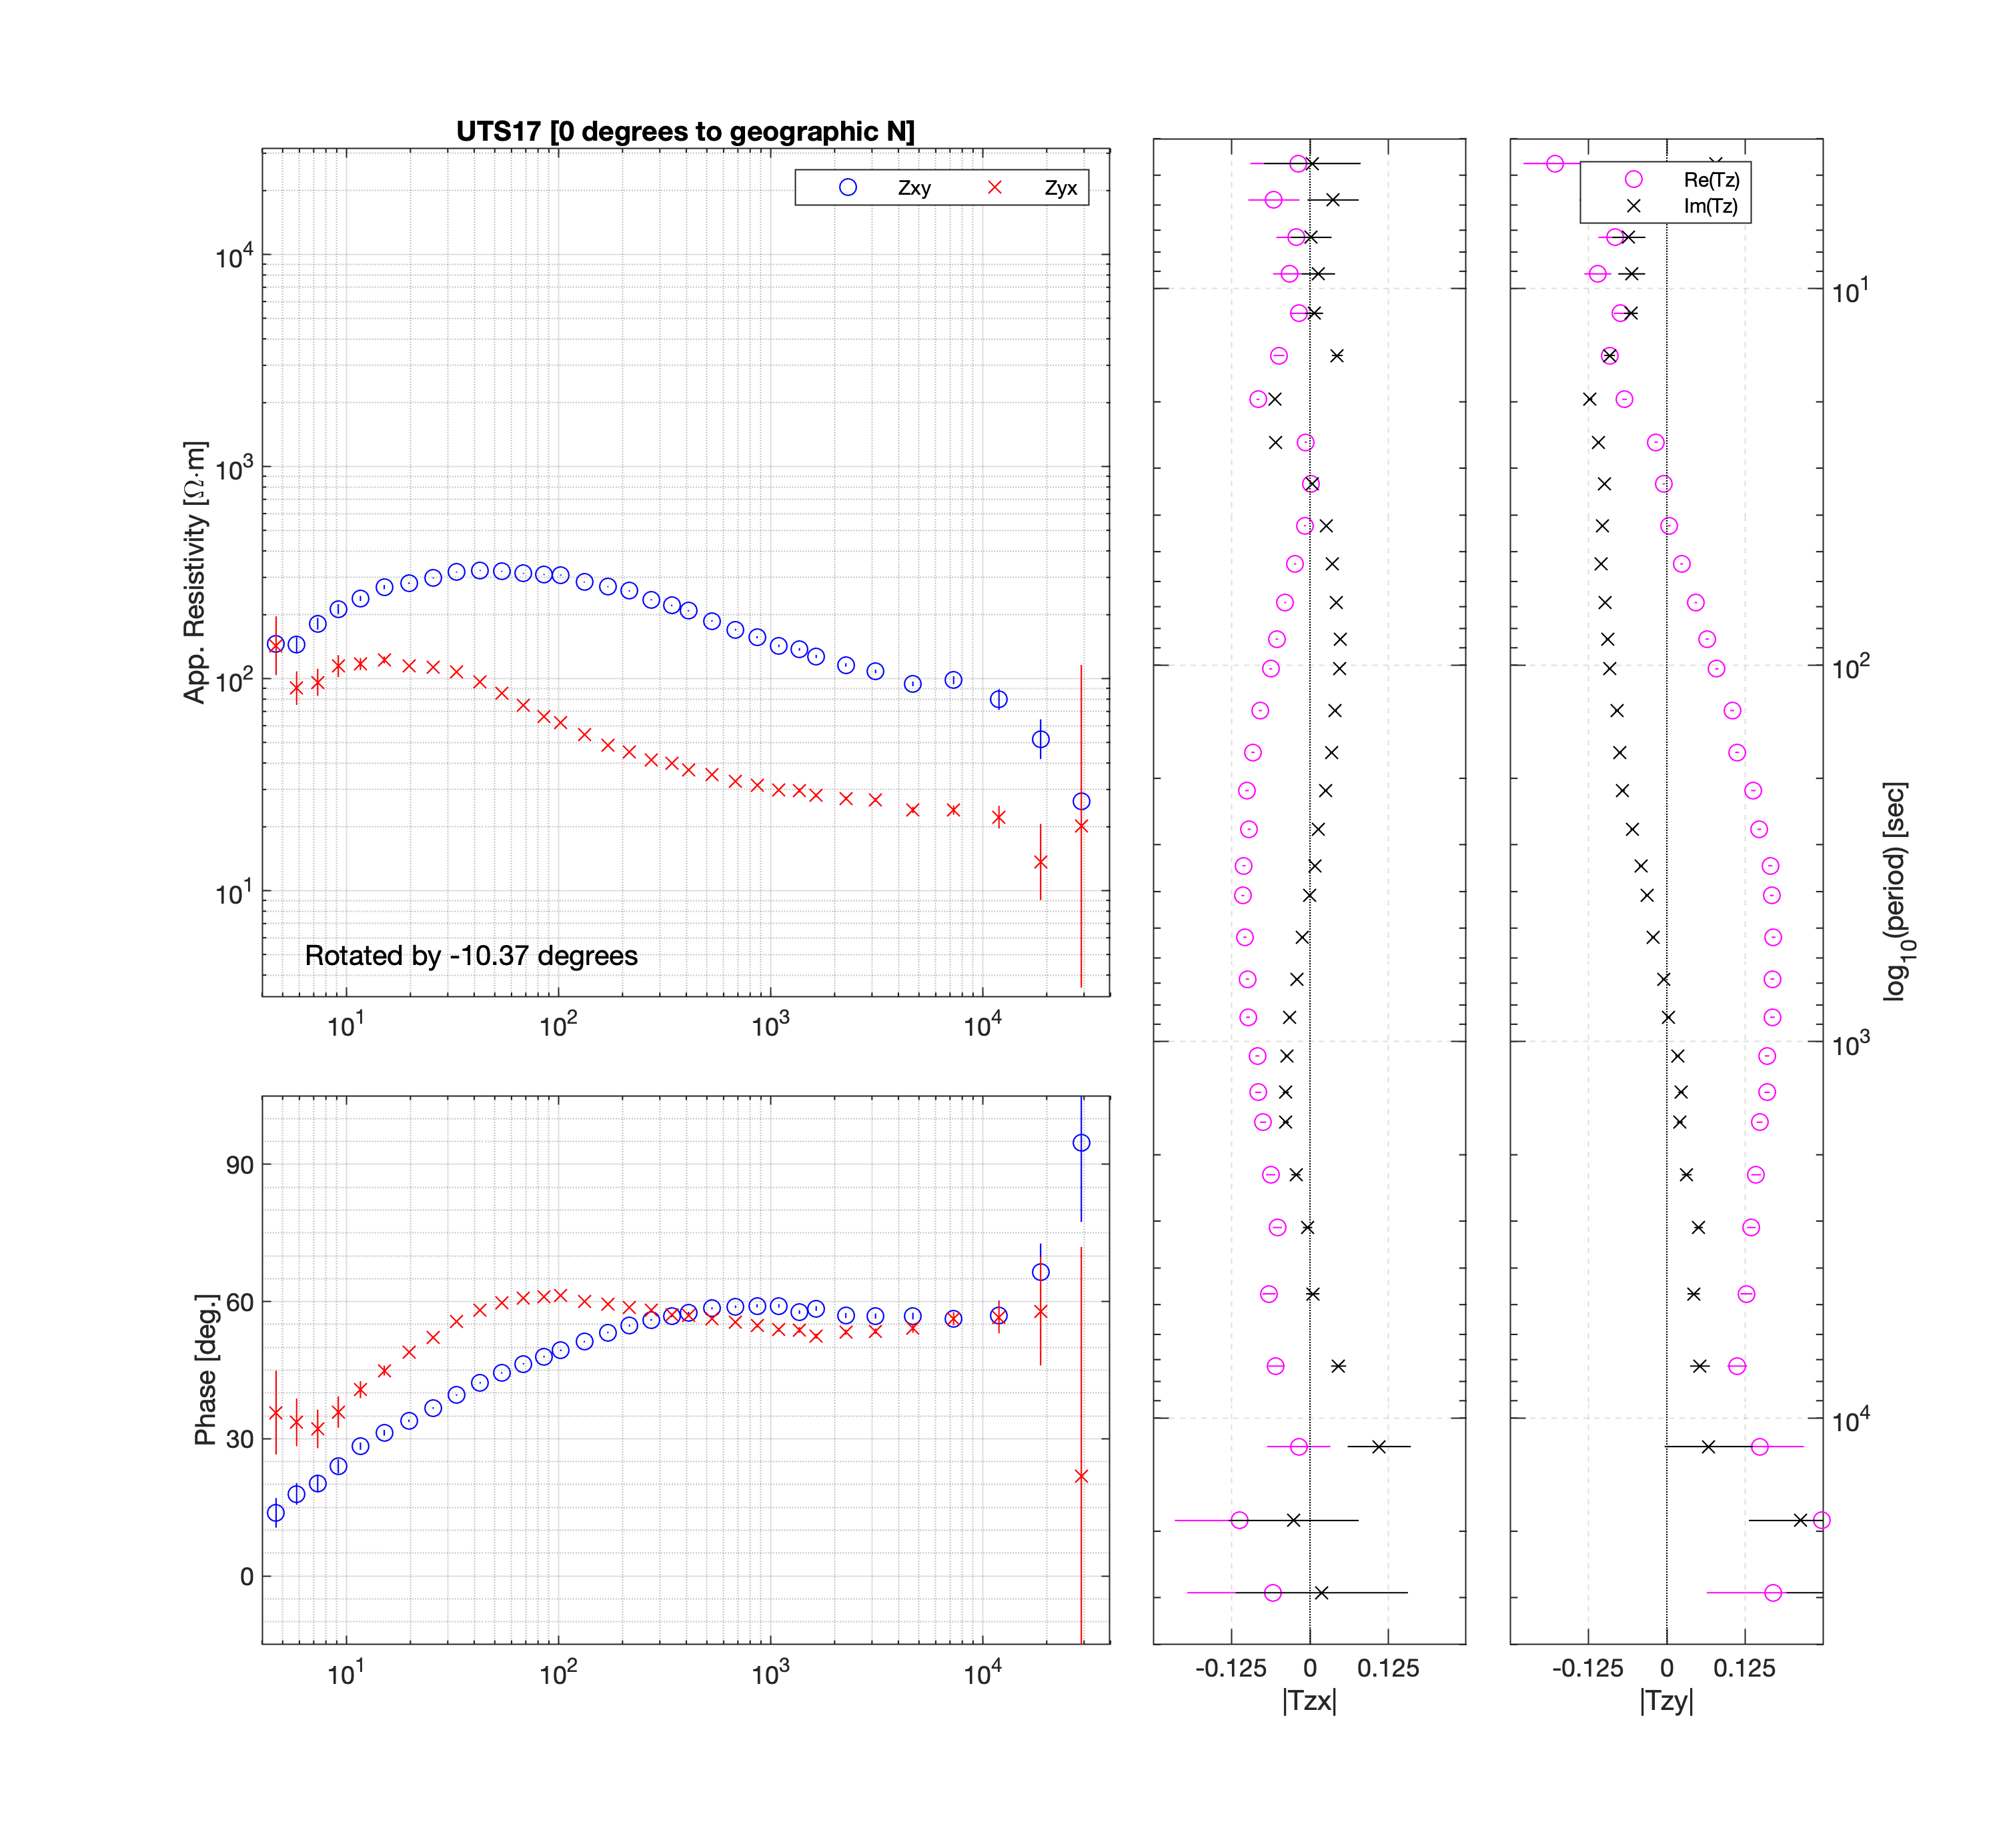 UTS17 [0 degrees to geographic N]
Zxy Zyx
App. Resistivity [Ω·m]
10^4
10^3
10^2
10^1
Rotated by -10.37 degrees
10^1 10^2 10^3 10^4
Phase [deg.]
90
60
30
0
10^1 10^2 10^3 10^4
-0.125 0 0.125
|Tzx|
Re(Tz)
Im(Tz)
10^1
10^2
10^3
10^4
log10(period) [sec]
-0.125 0 0.125
|Tzy|